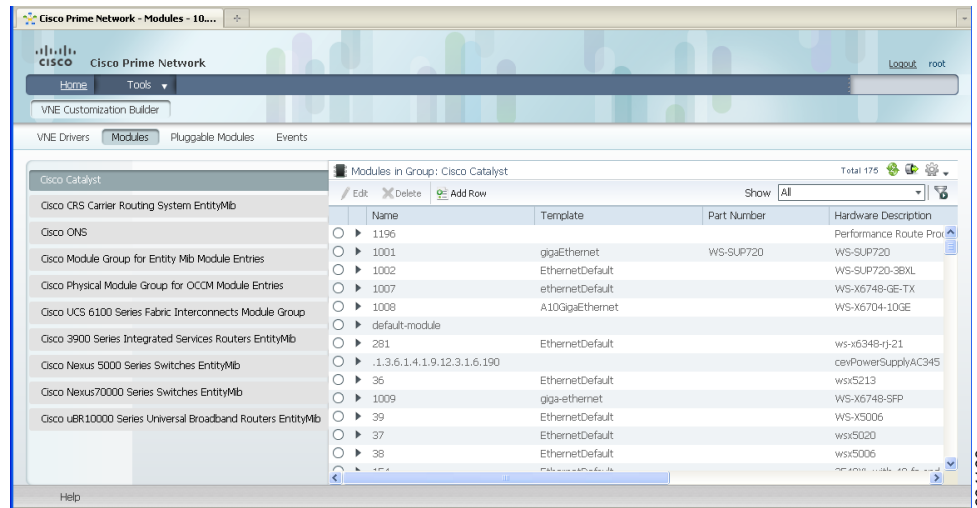 Cisco Prime Network - Modules - 10....
CISCO Cisco Prime Network
Logout root
Home Tools
VNE Customization Builder
VNE Drivers Modules Pluggable Modules Events
Cisco Catalyst
Cisco CRS Carrier Routing System EntityMib
Cisco ONS
Cisco Module Group for Entity Mib Module Entries
Cisco Physical Module Group for OCCM Module Entries
Cisco UCS 6100 Series Fabric Interconnects Module Group
Cisco 3900 Series Integrated Services Routers EntityMib
Cisco Nexus 5000 Series Switches EntityMib
Cisco Nexus70000 Series Switches EntityMib
Cisco uBR10000 Series Universal Broadband Routers EntityMib
Modules in Group: Cisco Catalyst Total 175
Edit Delete Add Row Show All
Name Template Part Number Hardware Description
1196 Performance Route Pro
1001 gigaEthernet WS-SUP720 WS-SUP720
1002 EthernetDefault WS-SUP720-3BXL
1007 ethernetDefault WS-X6748-GE-TX
1008 A10GigaEthernet WS-X6704-10GE
default-module
281 EthernetDefault ws-x6348-rj-21
.1.3.6.1.4.1.9.12.3.1.6.190 cevPowerSupplyAC345
36 EthernetDefault wsx5213
1009 giga-ethernet WS-X6748-SFP
39 EthernetDefault WS-X5006
37 EthernetDefault wsx5020
38 EthernetDefault wsx5006
Help